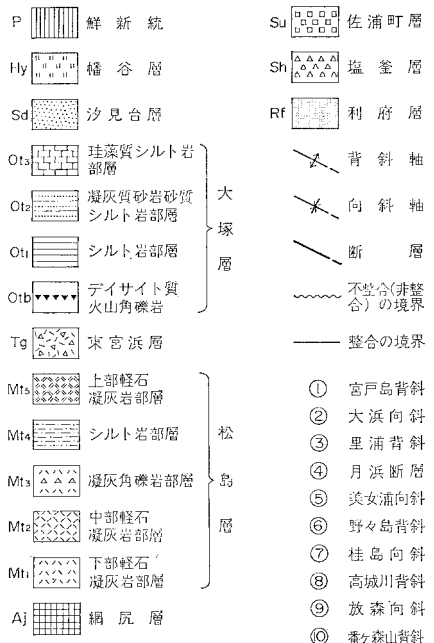 P 鮮新統
Hy 幡谷層
Sd 汐見台層
Ot3 珪藻質シルト岩
部層
Ot2 凝灰質砂岩砂質
シルト岩部層
Ot1 シルト岩部層
Otb デイサイト質
火山角礫岩
大塚層
Tg 東宮浜層
Mt5 上部軽石
凝灰岩部層
Mt4 シルト岩部層
Mt3 凝灰角礫岩部層
Mt2 中部軽石
凝灰岩部層
Mt1 下部軽石
凝灰岩部層
松島層
Aj 網尻層
Su 佐浦町層
Sh 塩釜層
Rf 利府層
背斜軸
向斜軸
断層
不整合(非整
合)の境界
整合の境界
① 宮戸島背斜
② 大浜向斜
③ 里浦背斜
④ 月浜断層
⑤ 美女浦向斜
⑥ 野々島背斜
⑦ 桂島向斜
⑧ 高城川背斜
⑨ 放森向斜
⑩ 番ヶ森山背斜